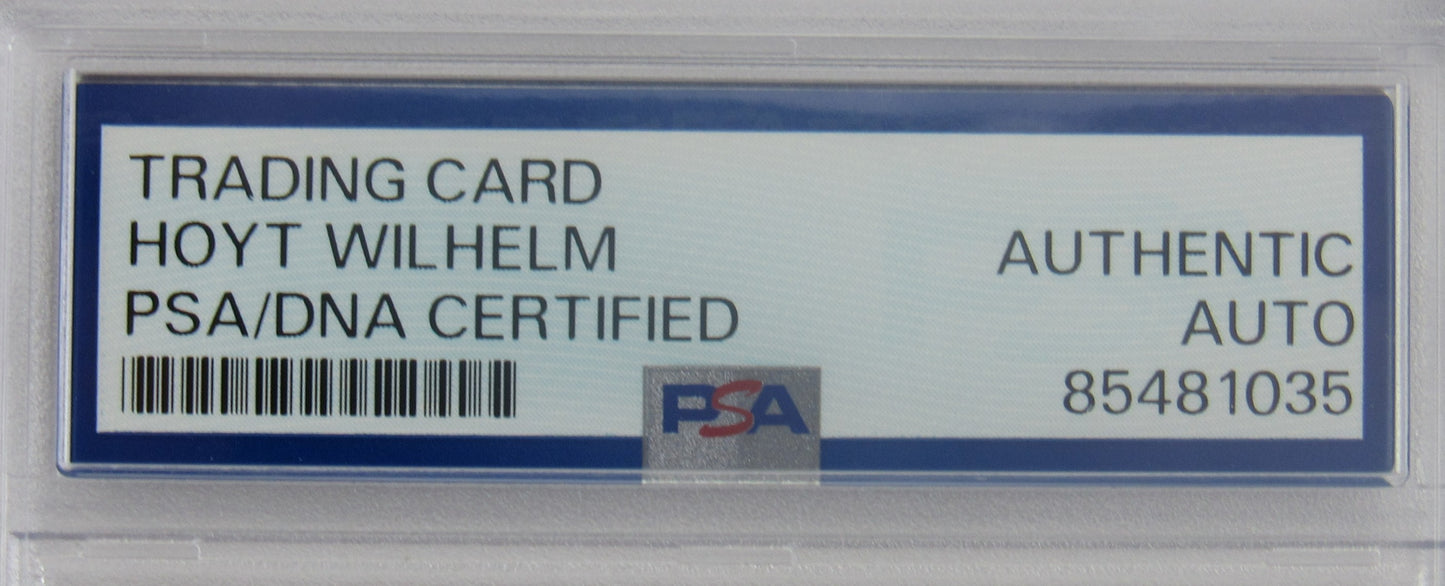 TRADING CARD
HOYT WILHELM
AUTHENTIC
PSA/DNA CERTIFIED
AUTO
85481035
PSA